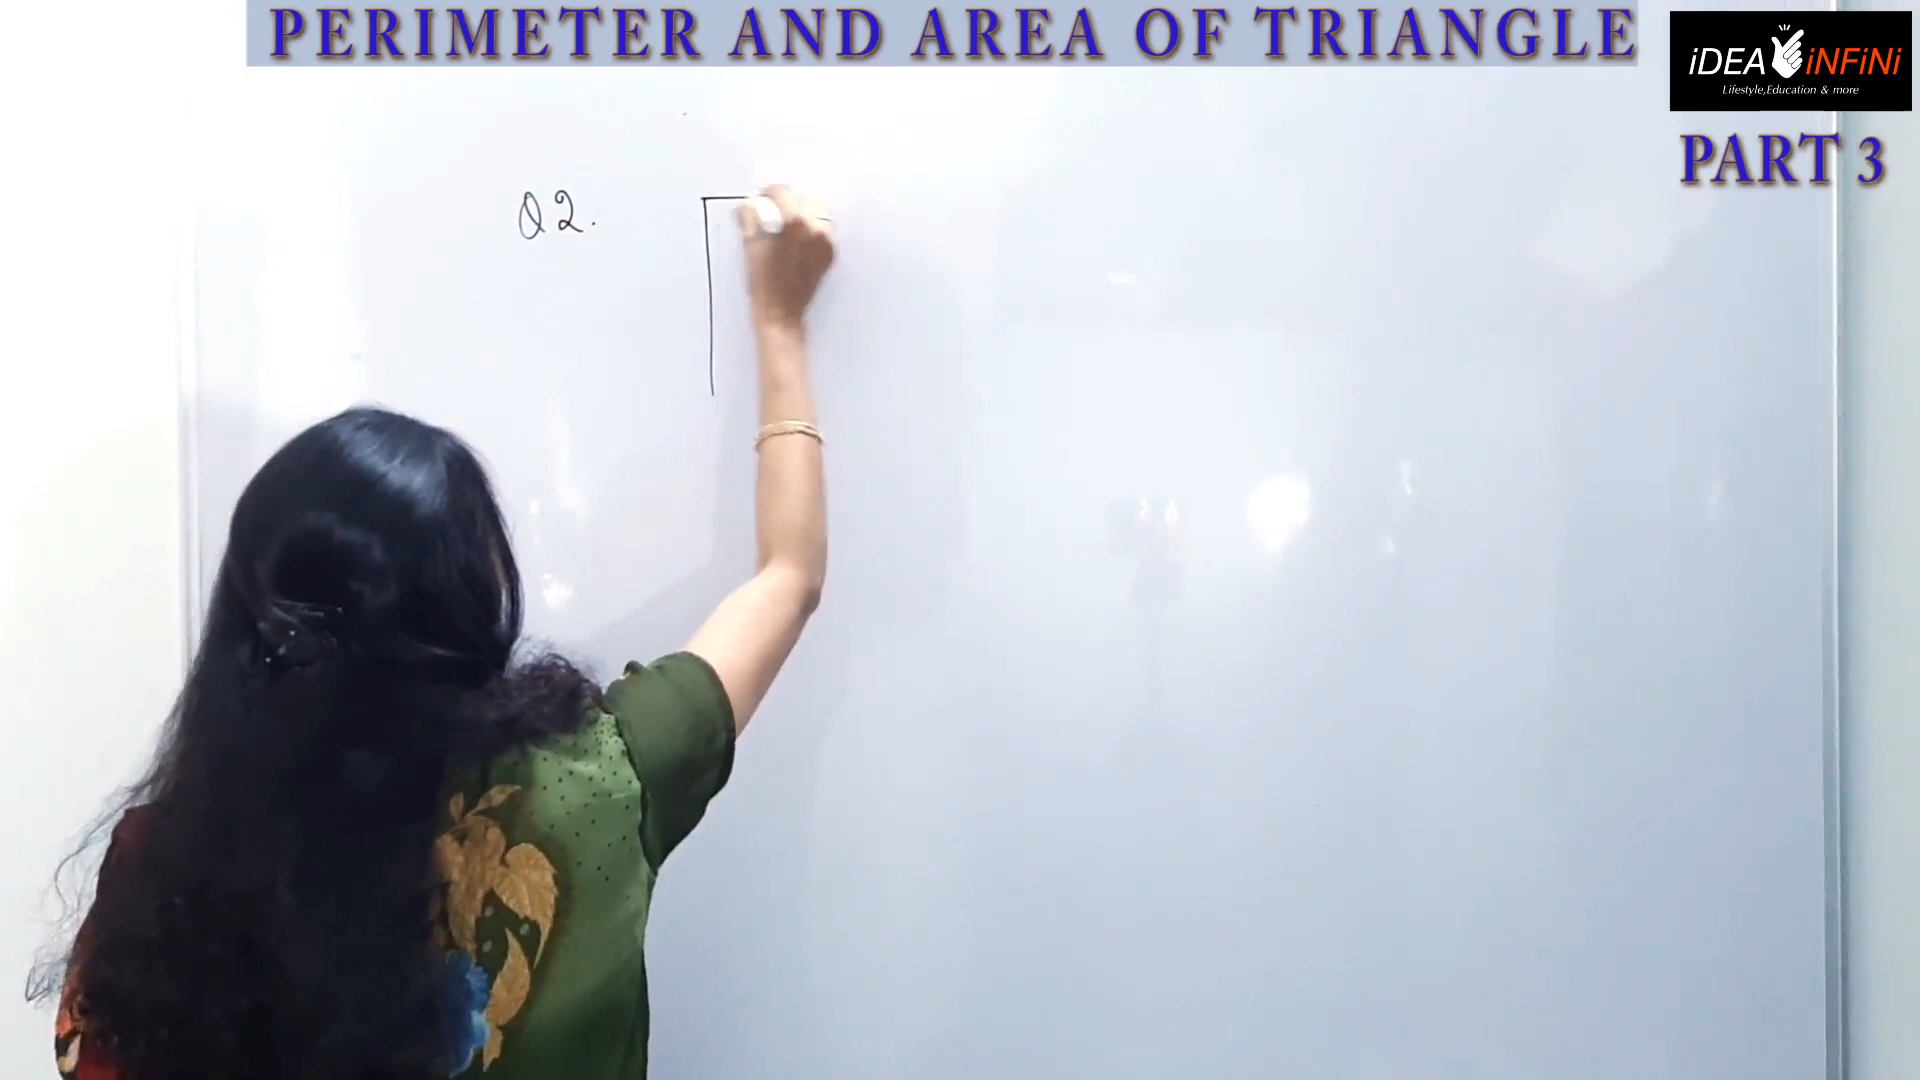 PERIMETER AND AREA OF TRIANGLE
iDEA iNFiNi
Lifestyle,Education & more
PART 3
Q2.